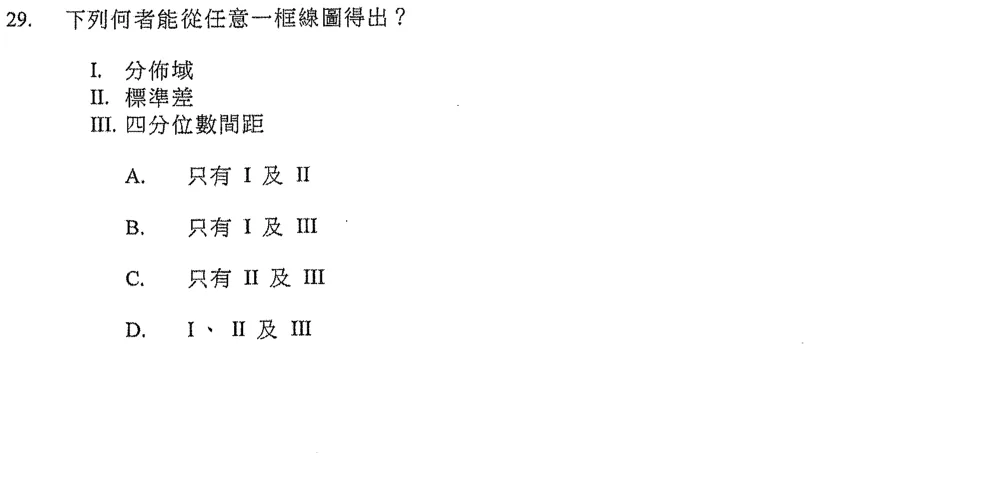 29. 下列何者能從任意一框線圖得出？
I. 分佈域
II. 標準差
III. 四分位數間距
A. 只有 I 及 II
B. 只有 I 及 III
C. 只有 II 及 III
D. I、 II 及 III